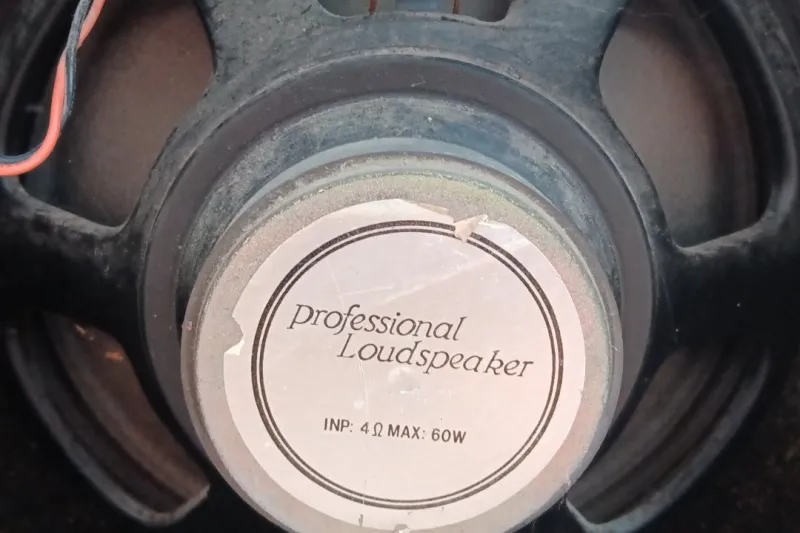 professional
Loudspeaker
INP: 4Ω MAX: 60W